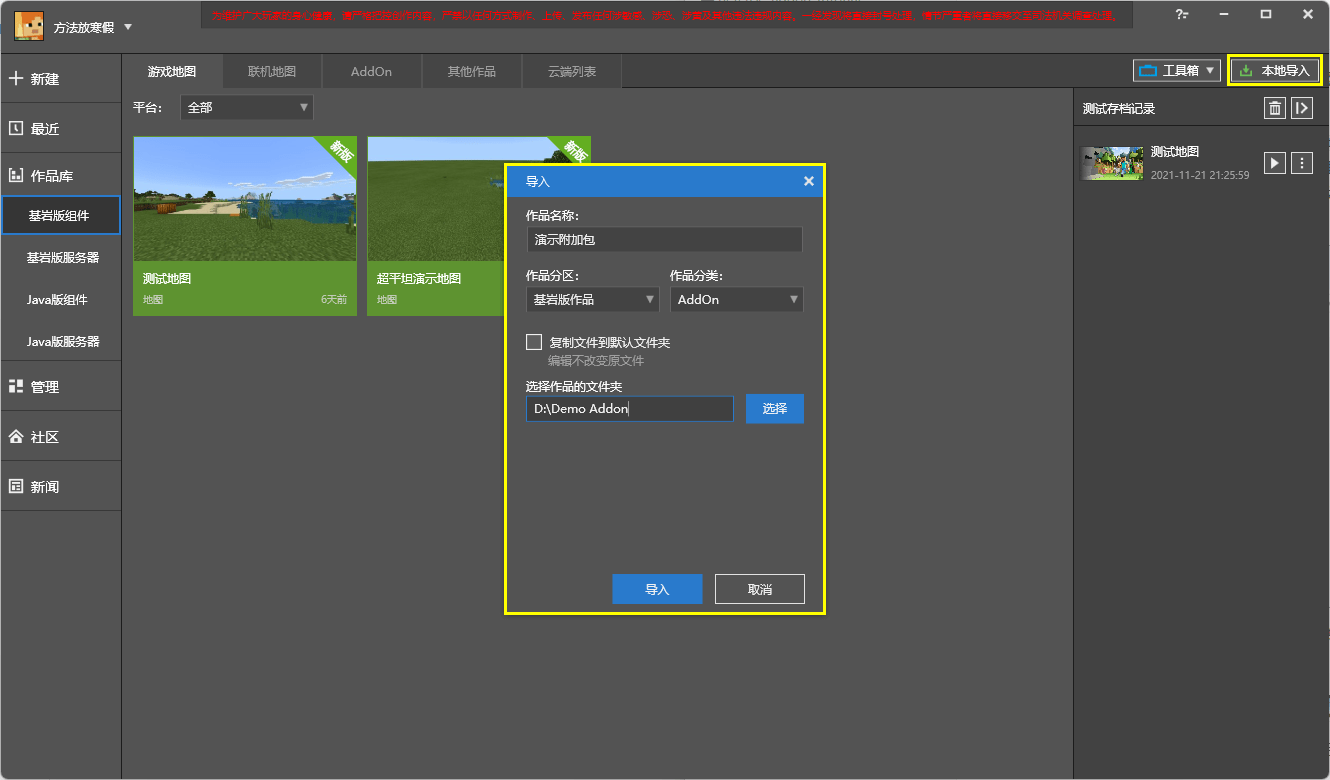 方法放寒假
新建
最近
作品库
基岩版组件
基岩版服务器
Java版组件
Java版服务器
管理
社区
新闻
游戏地图
联机地图
AddOn
其他作品
云端列表
工具箱
本地导入
平台：
全部
新版
测试地图
地图
6天前
新版
超平坦演示地图
地图
导入
作品名称：
演示附加包
作品分区：
作品分类：
基岩版作品
AddOn
复制文件到默认文件夹
编辑不改变原文件
选择作品的文件夹
D:\Demo Addon
选择
导入
取消
测试存档记录
测试地图
2021-11-21 21:25:59